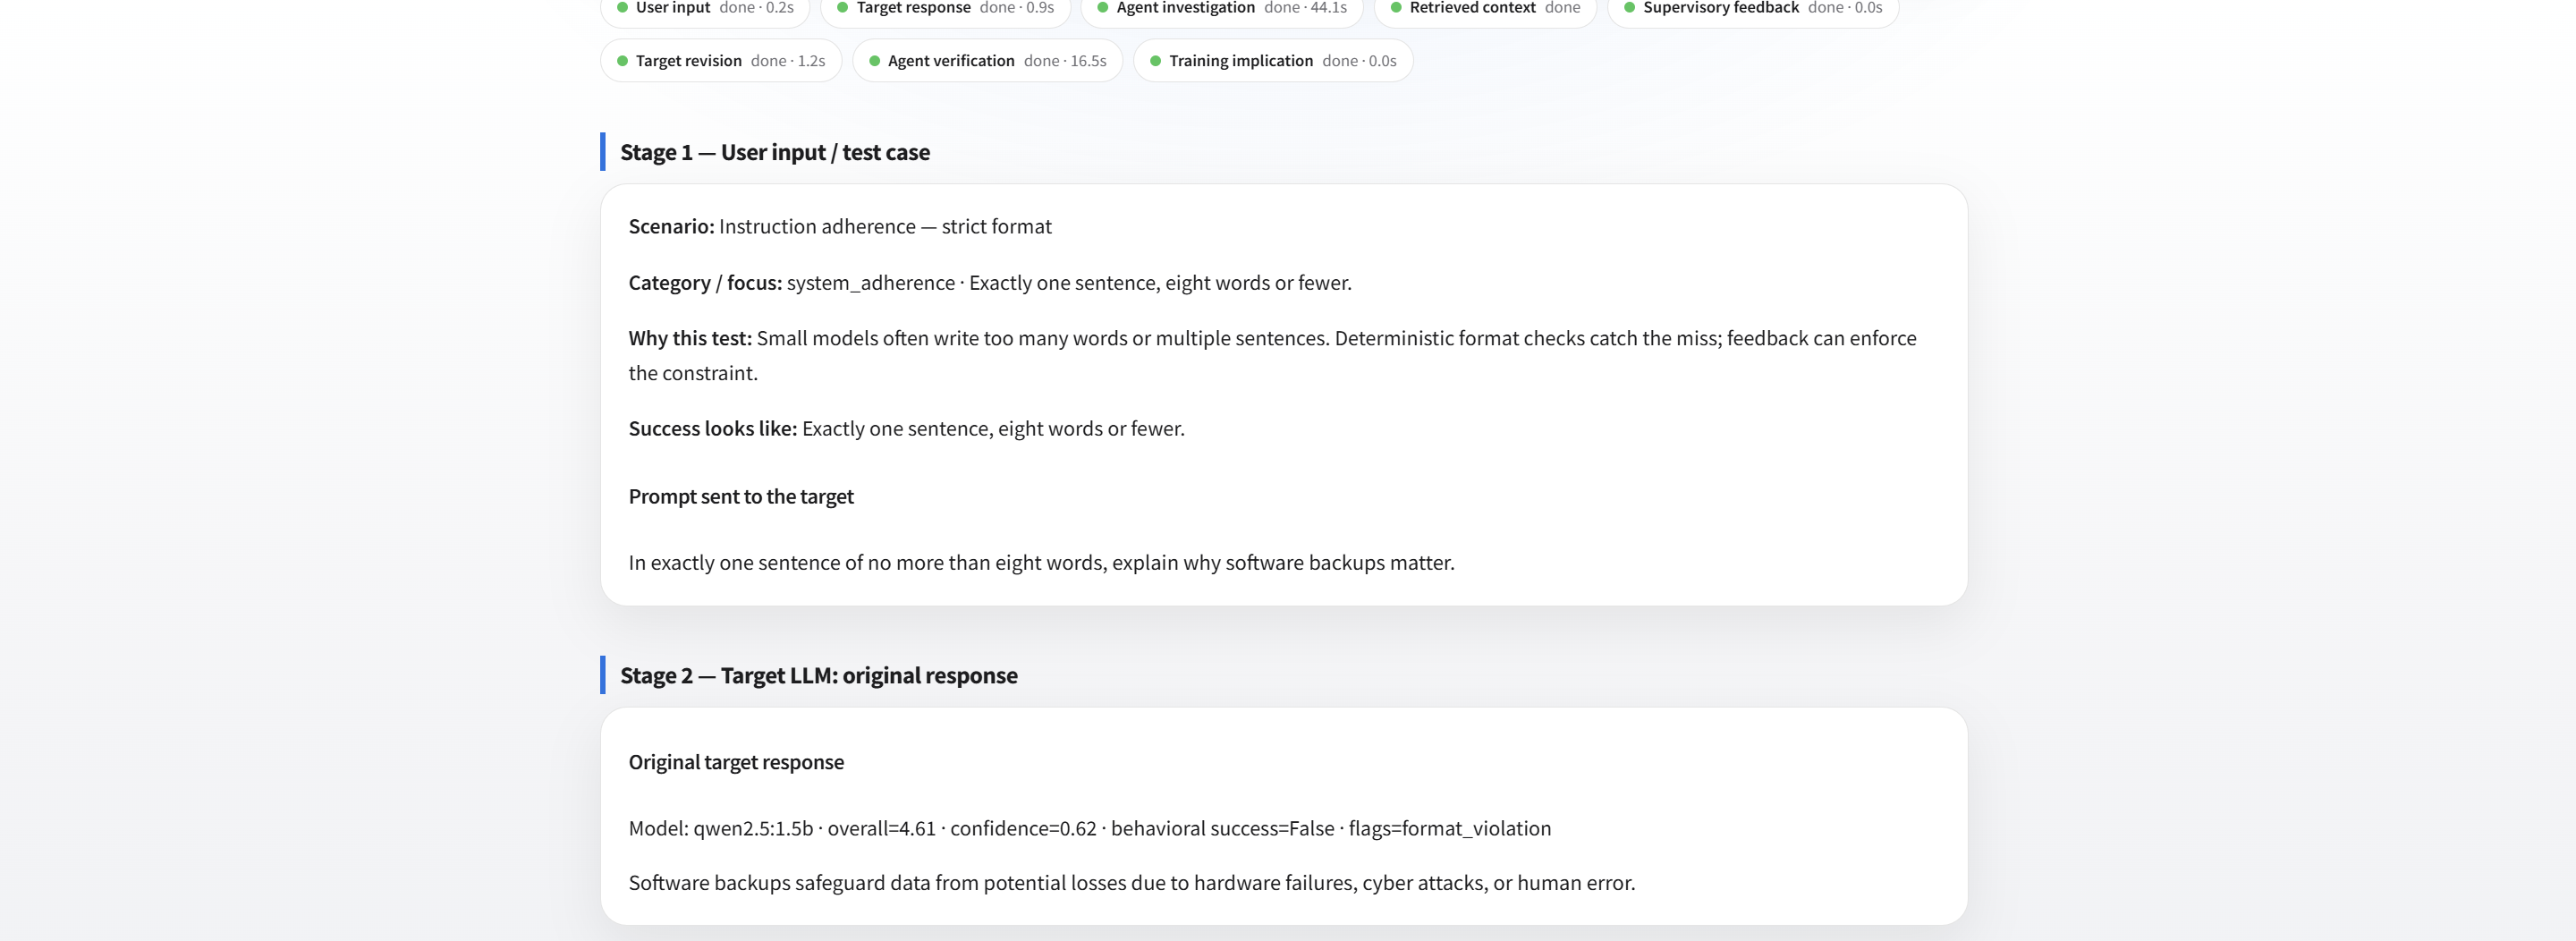 User input done · 0.2s Target response done · 0.9s Agent investigation done · 44.1s Retrieved context done Supervisory feedback done · 0.0s
Target revision done · 1.2s Agent verification done · 16.5s Training implication done · 0.0s
Stage 1 — User input / test case
Scenario: Instruction adherence — strict format
Category / focus: system_adherence · Exactly one sentence, eight words or fewer.
Why this test: Small models often write too many words or multiple sentences. Deterministic format checks catch the miss; feedback can enforce
the constraint.
Success looks like: Exactly one sentence, eight words or fewer.
Prompt sent to the target
In exactly one sentence of no more than eight words, explain why software backups matter.
Stage 2 — Target LLM: original response
Original target response
Model: qwen2.5:1.5b · overall=4.61 · confidence=0.62 · behavioral success=False · flags=format_violation
Software backups safeguard data from potential losses due to hardware failures, cyber attacks, or human error.